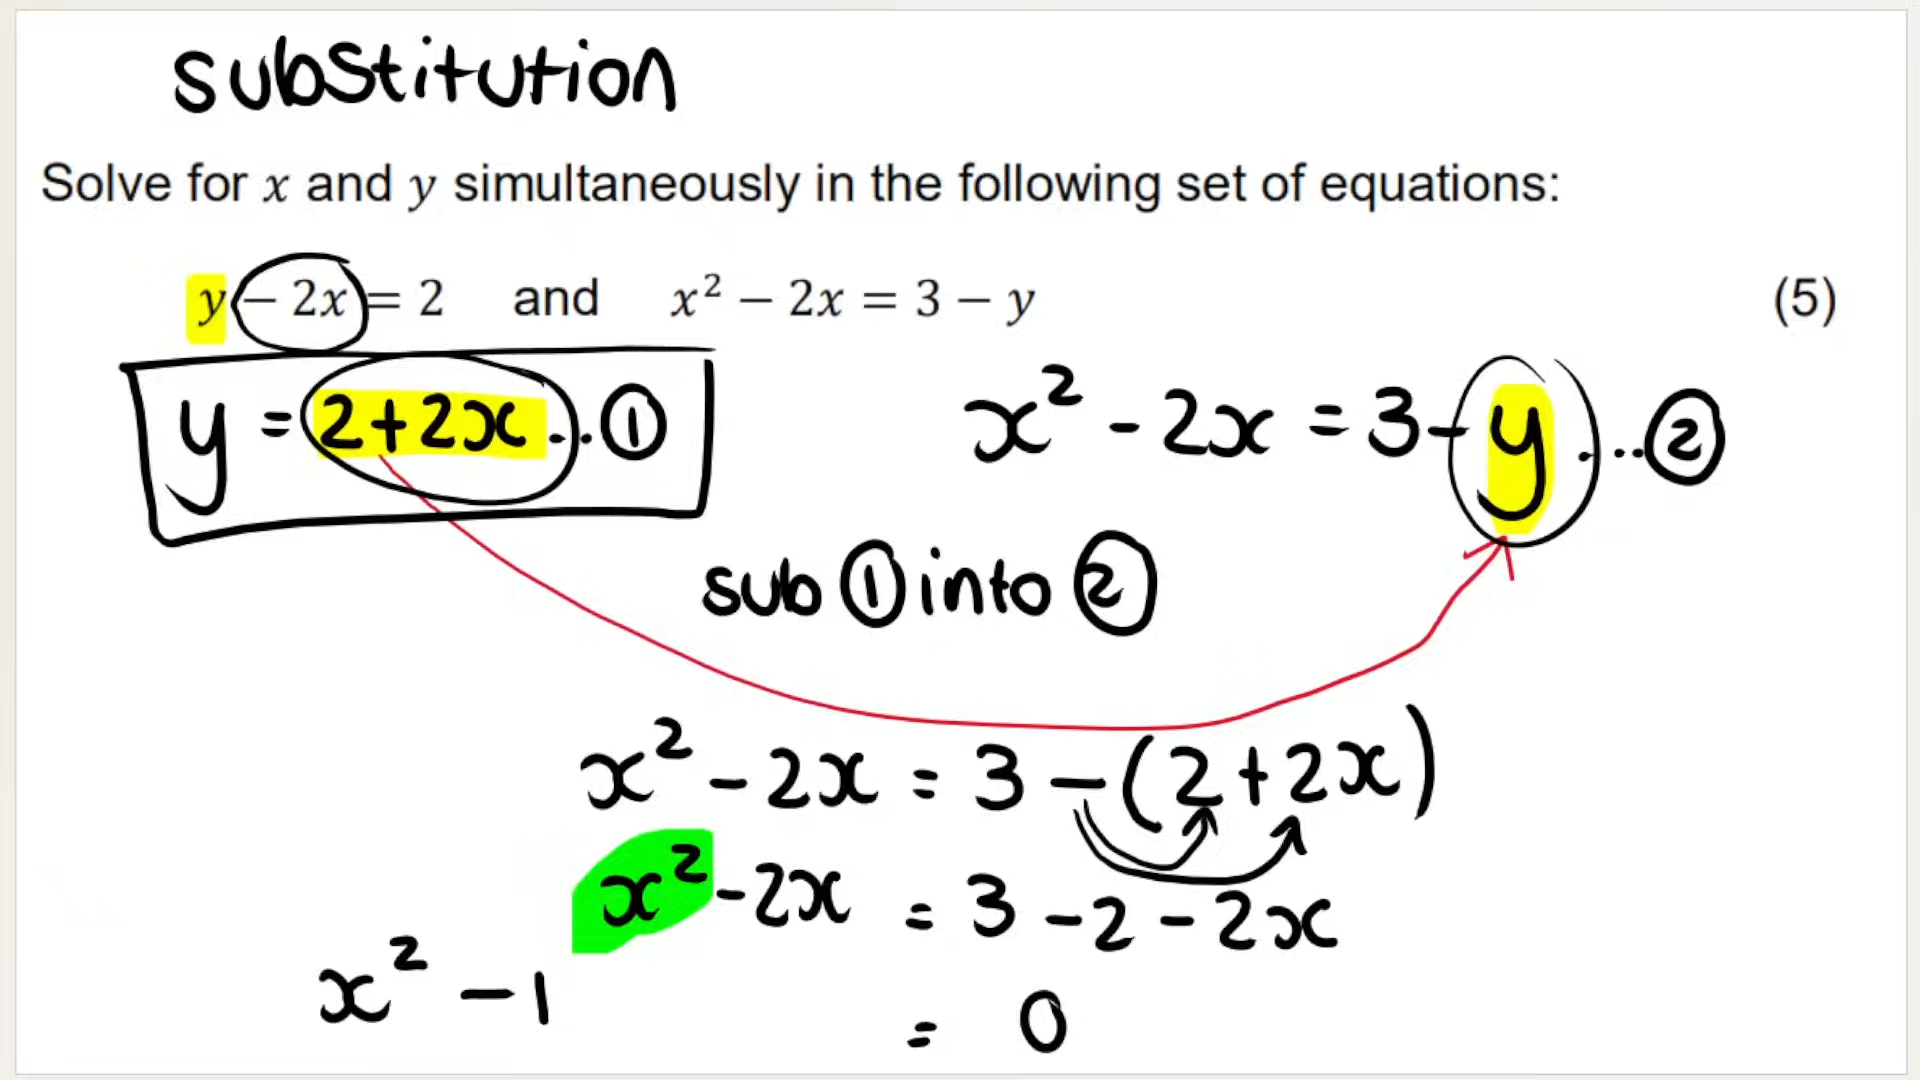 substitution
Solve for x and y simultaneously in the following set of equations:
y − 2x = 2 and x² − 2x = 3 − y (5)
y = 2+2x...①
x² - 2x = 3 - y ...②
sub ① into ②
x² - 2x = 3 - (2+2x)
x² - 2x = 3 - 2 - 2x
x² - 1 = 0